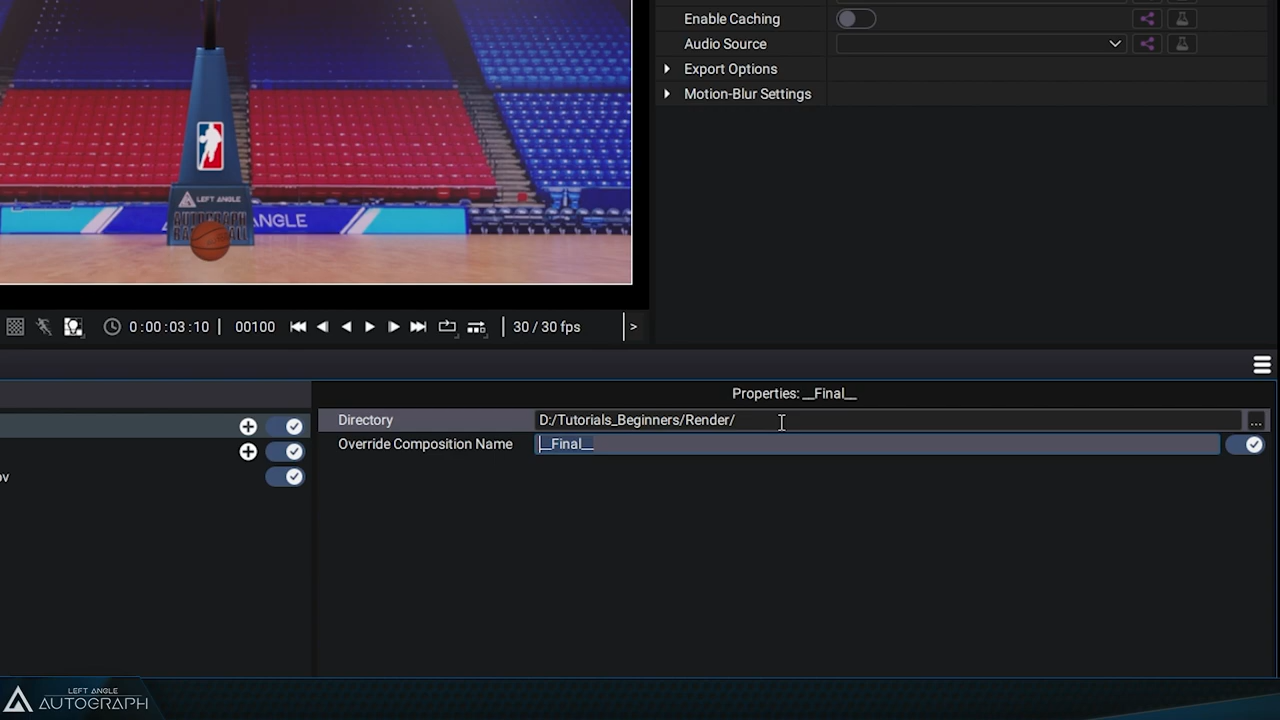 Enable Caching
Audio Source
Export Options
Motion-Blur Settings
LEFT ANGLE
AUTOGRAPH
BASKETBALL
ANGLE
0:00:03:10
00100
30 / 30 fps
>
Properties: __Final__
Directory
D:/Tutorials_Beginners/Render/
...
Override Composition Name
__Final__
ov
LEFT ANGLE
AUTOGRAPH